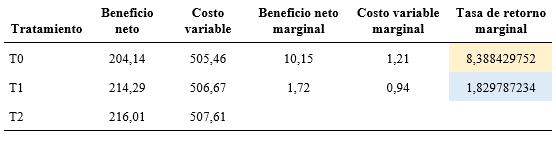 Tratamiento Beneficio neto Costo variable Beneficio neto marginal Costo variable marginal Tasa de retorno marginal
T0 204,14 505,46 10,15 1,21 8,388429752
T1 214,29 506,67 1,72 0,94 1,829787234
T2 216,01 507,61